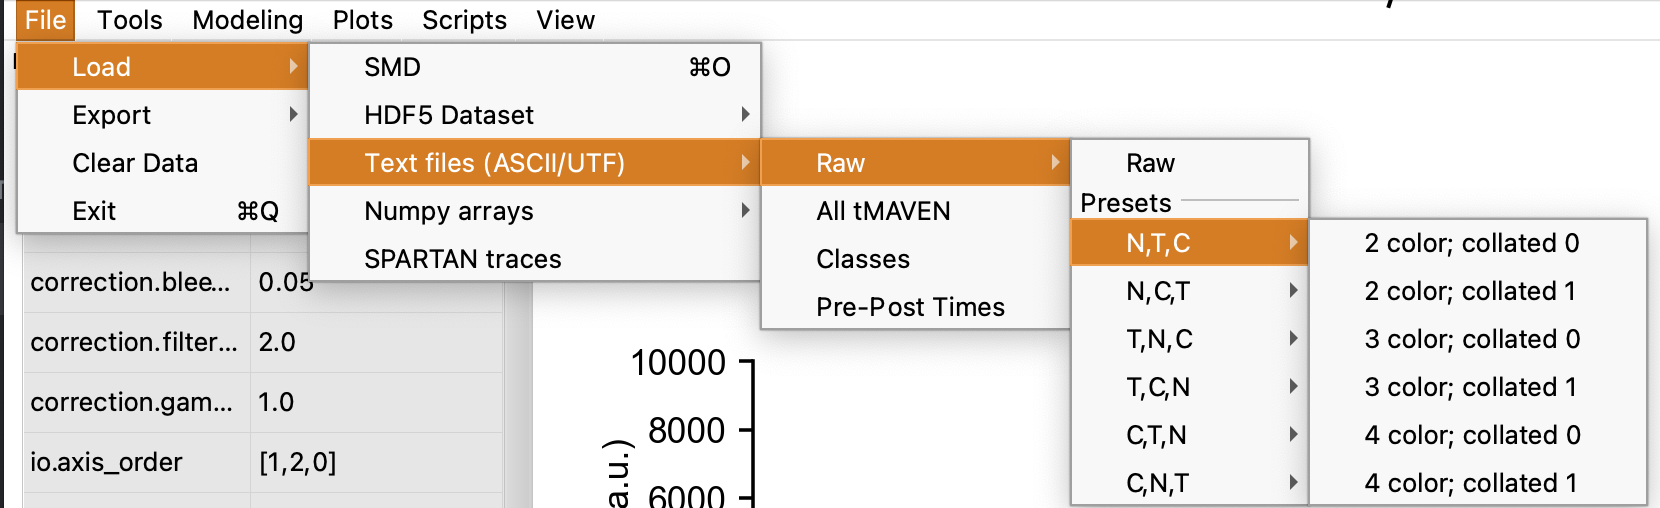 File Tools Modeling Plots Scripts View
Load
Export
Clear Data
Exit ⌘Q
SMD ⌘O
HDF5 Dataset
Text files (ASCII/UTF)
Numpy arrays
SPARTAN traces
Raw
All tMAVEN
Classes
Pre-Post Times
Raw
Presets
N,T,C
N,C,T
T,N,C
T,C,N
C,T,N
C,N,T
2 color; collated 0
2 color; collated 1
3 color; collated 0
3 color; collated 1
4 color; collated 0
4 color; collated 1
correction.blee... 0.05
correction.filter... 2.0
correction.gam... 1.0
io.axis_order [1,2,0]
10000
8000
6000
a.u.)